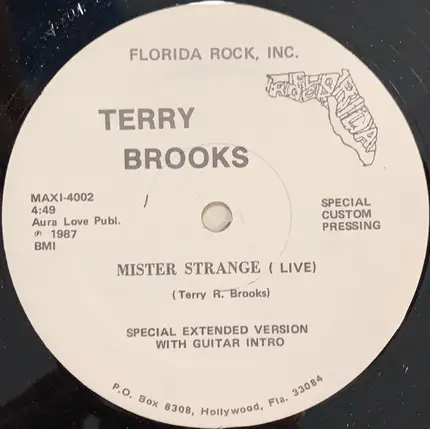 FLORIDA ROCK, INC.
FLORIDA
TERRY
BROOKS
MAXI-4002
4:49
Aura Love Publ.
℗ 1987
BMI
SPECIAL
CUSTOM
PRESSING
MISTER STRANGE ( LIVE)
(Terry R. Brooks)
SPECIAL EXTENDED VERSION
WITH GUITAR INTRO
P.O. Box 8308, Hollywood, Fla. 33084